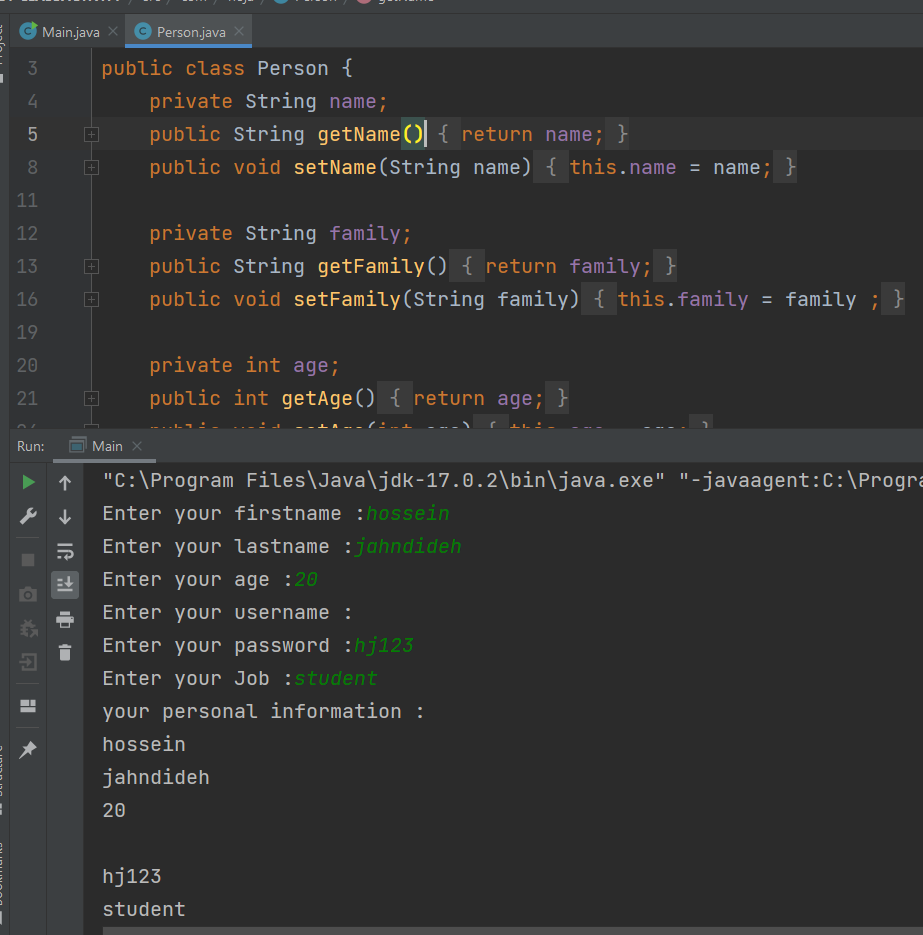 Main.java Person.java
3 public class Person {
4 private String name;
5 public String getName() { return name; }
8 public void setName(String name) { this.name = name; }
11
12 private String family;
13 public String getFamily() { return family; }
16 public void setFamily(String family) { this.family = family ; }
19
20 private int age;
21 public int getAge() { return age; }
Run: Main
"C:\Program Files\Java\jdk-17.0.2\bin\java.exe" "-javaagent:C:\Progra
Enter your firstname :hossein
Enter your lastname :jahndideh
Enter your age :20
Enter your username :
Enter your password :hj123
Enter your Job :student
your personal information :
hossein
jahndideh
20
hj123
student